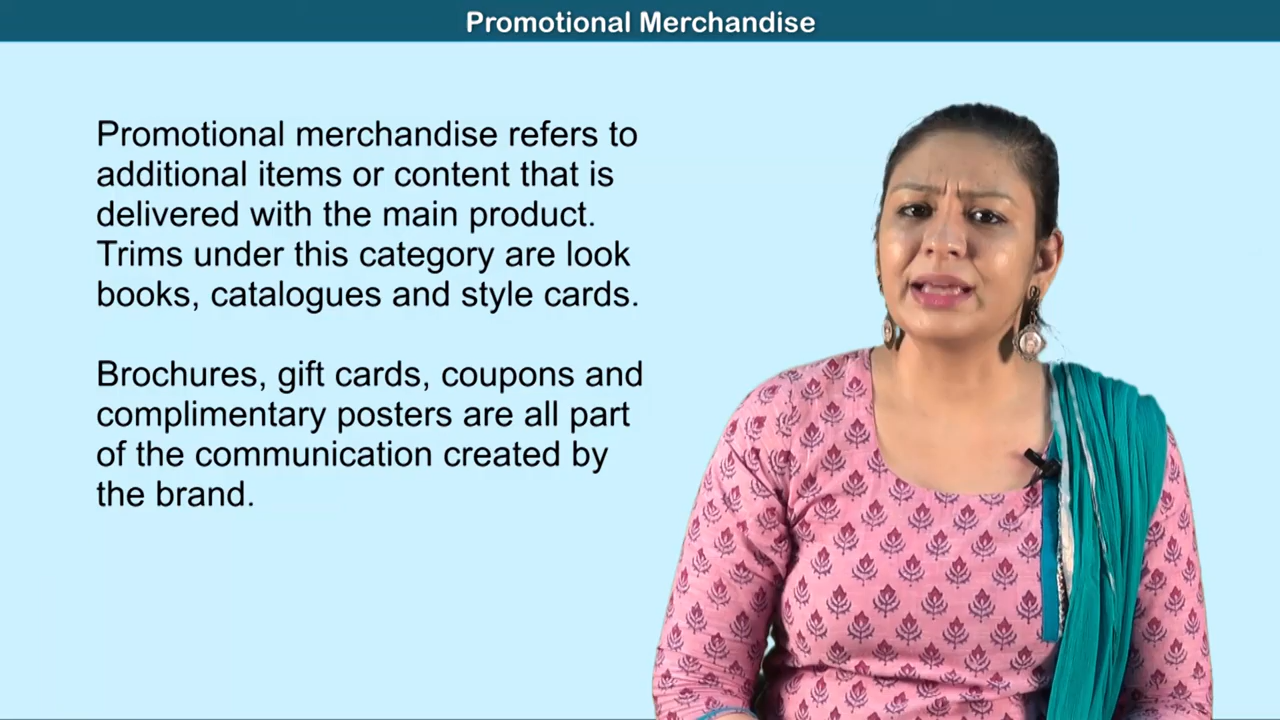 Promotional Merchandise
Promotional merchandise refers to
additional items or content that is
delivered with the main product.
Trims under this category are look
books, catalogues and style cards.
Brochures, gift cards, coupons and
complimentary posters are all part
of the communication created by
the brand.